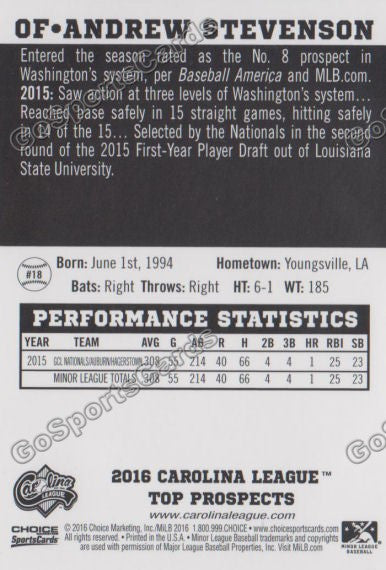 OF•ANDREW STEVENSON
Entered the season rated as the No. 8 prospect in
Washington's system, per Baseball America and MLB.com.
2015: Saw action at three levels of Washington's system…
Reached base safely in 15 straight games, hitting safely
in 14 of the 15… Selected by the Nationals in the second
round of the 2015 First-Year Player Draft out of Louisiana
State University.
#18
Born: June 1st, 1994 Hometown: Youngsville, LA
Bats: Right Throws: Right HT: 6-1 WT: 185
PERFORMANCE STATISTICS
YEAR TEAM AVG G AB R H 2B 3B HR RBI SB
2015 GCL NATIONALS/AUBURN/HAGERSTOWN .308 55 214 40 66 4 4 1 25 23
MINOR LEAGUE TOTALS .308 55 214 40 66 4 4 1 25 23
Carolina
LEAGUE
2016 CAROLINA LEAGUE™
TOP PROSPECTS
www.carolinaleague.com
CHOICE
SportsCards
© 2016 Choice Marketing, Inc./MiLB 2016 1.800.999.CHOICE • www.choicesportscards.com
All rights reserved. • Printed in the U.S.A. • Minor League Baseball trademarks and copyrights
are used with permission of Major League Baseball Properties, Inc. Visit MiLB.com
MINOR LEAGUE
BASEBALL
GoSportsCards
GoSportsCards
GoSportsCards
GoSportsCards